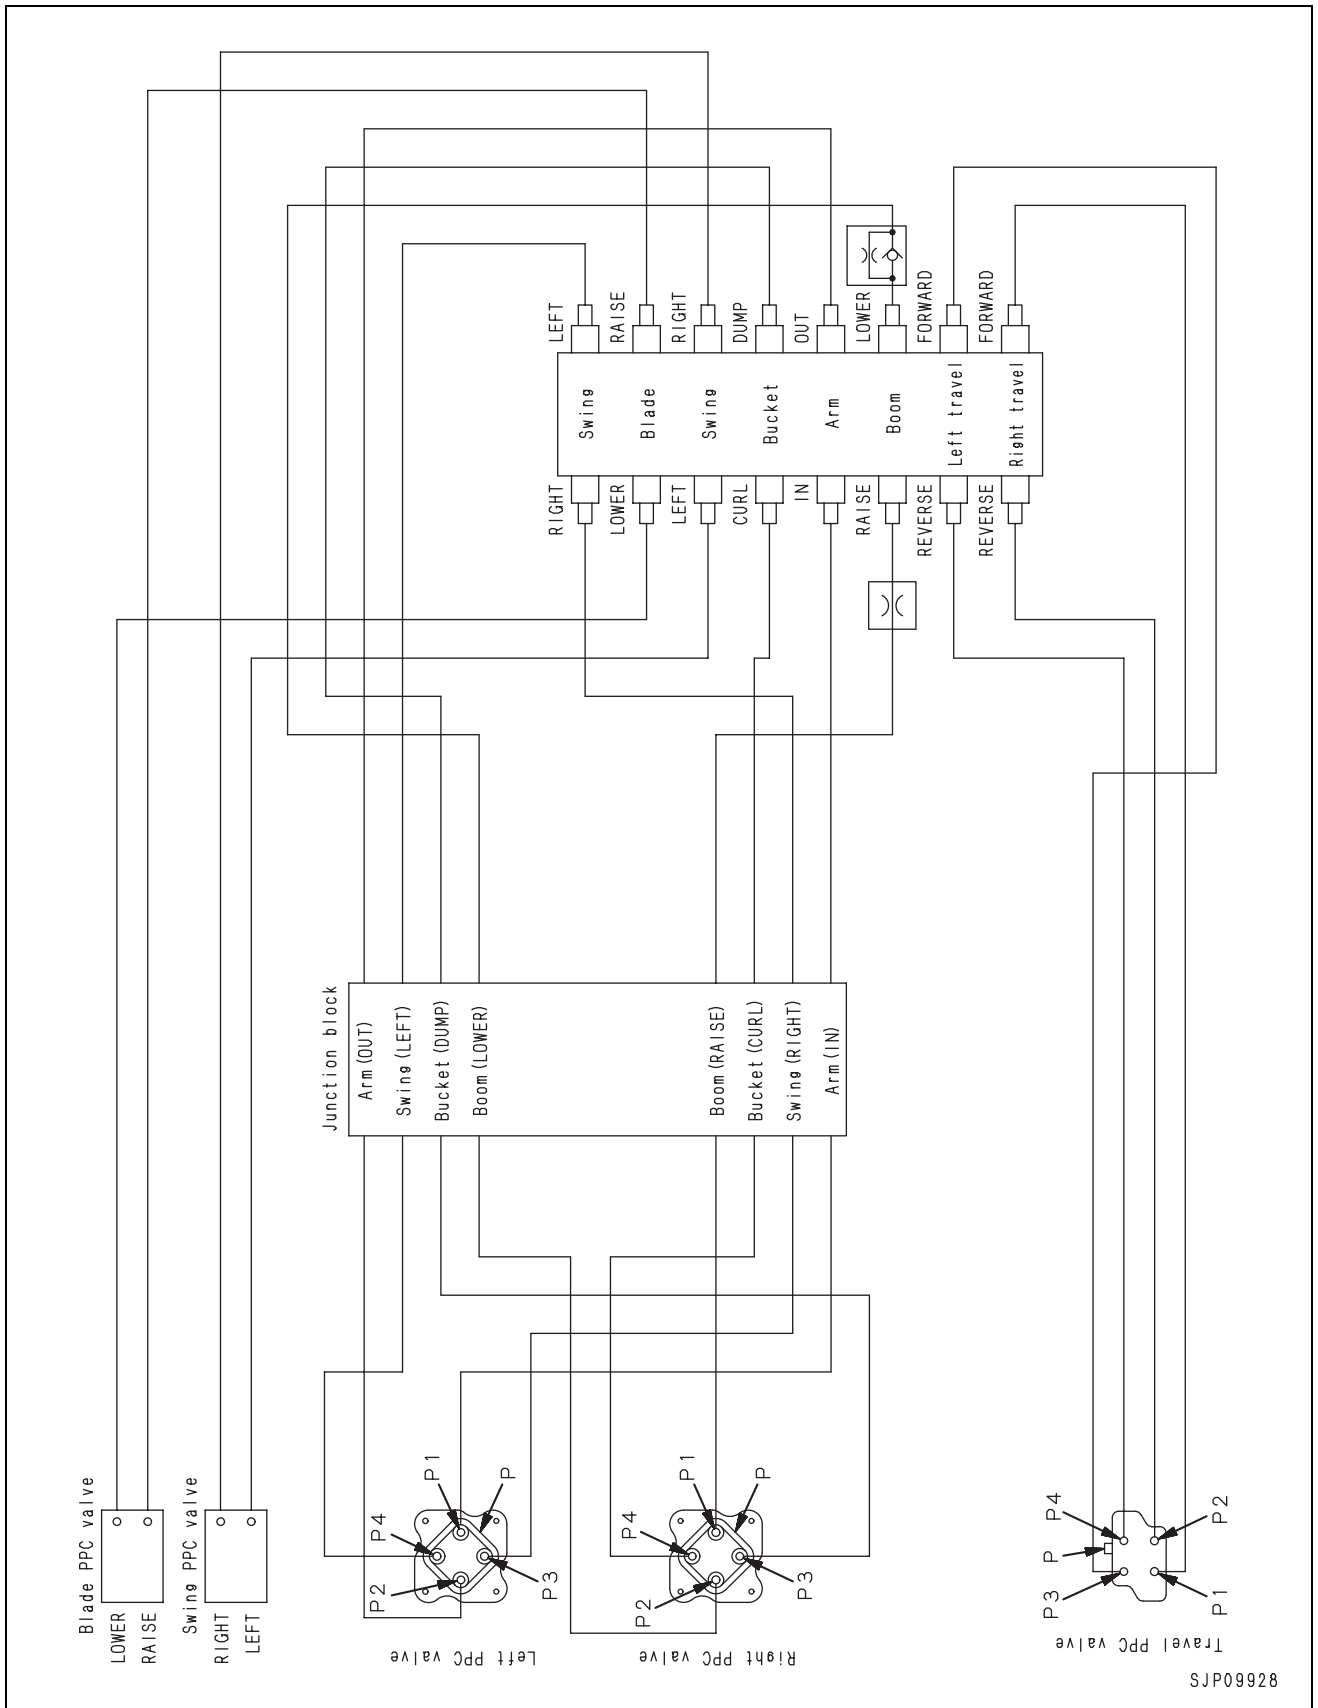 LEFT
RAISE
RIGHT
DUMP
OUT
LOWER
FORWARD
FORWARD
Swing
Blade
Swing
Bucket
Arm
Boom
Left travel
Right travel
RIGHT
LOWER
LEFT
CURL
IN
RAISE
REVERSE
REVERSE
Junction block
Arm(OUT)
Swing(LEFT)
Bucket(DUMP)
Boom(LOWER)
Boom(RAISE)
Bucket(CURL)
Swing(RIGHT)
Arm(IN)
Blade PPC valve
LOWER
RAISE
Swing PPC valve
RIGHT
LEFT
P4
P1
P
P2
P3
Left PPC valve
P4
P1
P
P2
P3
Right PPC valve
P4
P
P3
P2
P1
Travel PPC valve
SJP09928